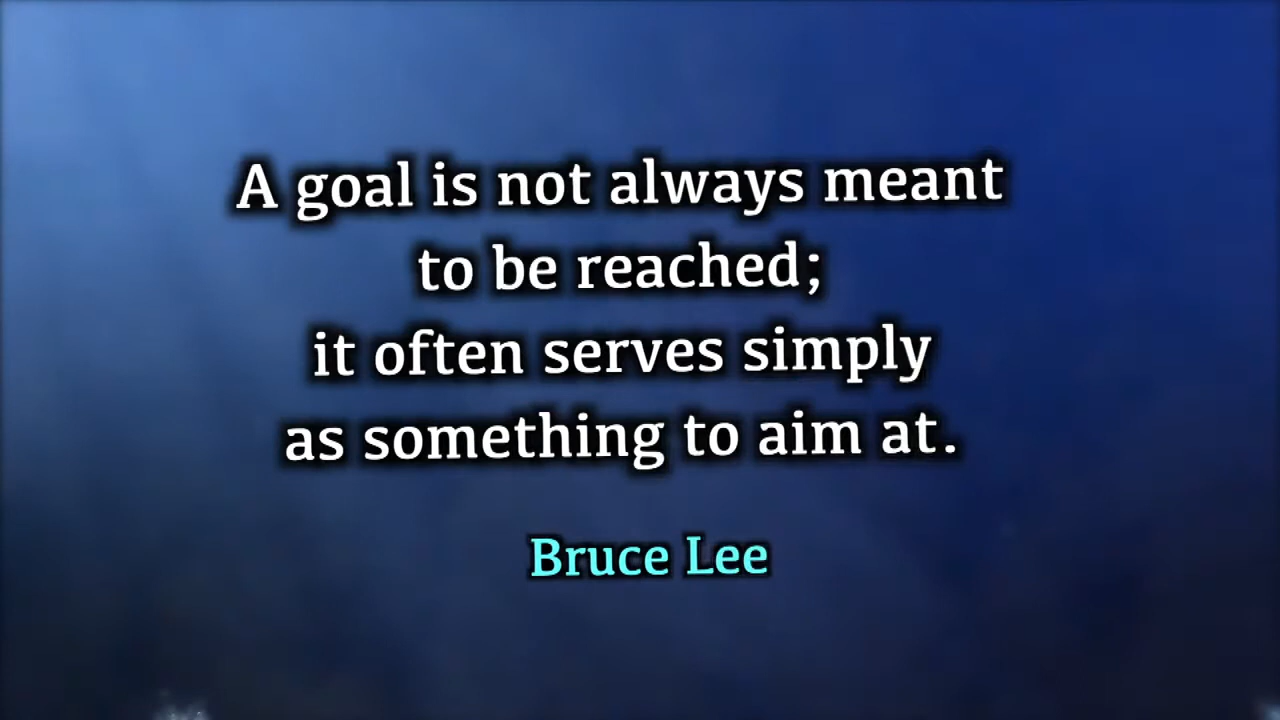 A goal is not always meant
to be reached;
it often serves simply
as something to aim at.
Bruce Lee